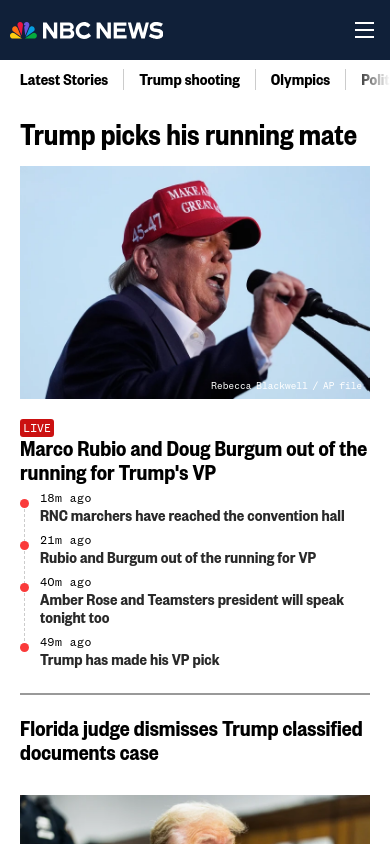 NBC NEWS
Latest Stories
Trump shooting
Olympics
Trump picks his running mate
MAKE
GREAT
45-47
Rebecca Blackwell / AP file
LIVE
Marco Rubio and Doug Burgum out of the
running for Trump's VP
18m ago
RNC marchers have reached the convention hall
21m ago
Rubio and Burgum out of the running for VP
40m ago
Amber Rose and Teamsters president will speak
tonight too
49m ago
Trump has made his VP pick
Florida judge dismisses Trump classified
documents case